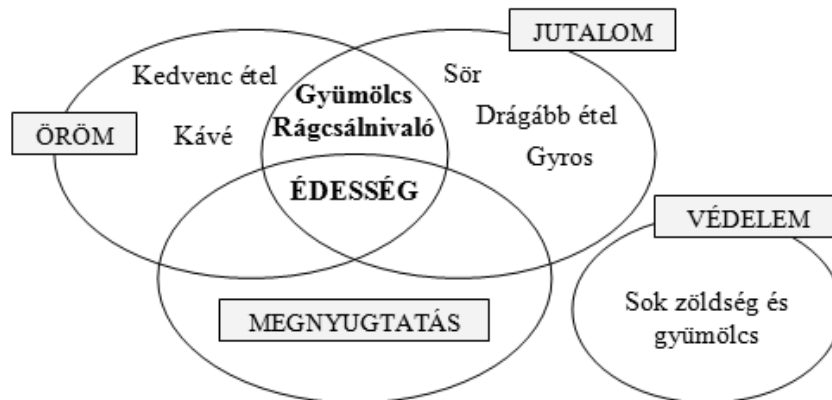 JUTALOM
Kedvenc étel
Sör
Gyümölcs
Rágcsálnivaló
Drágább étel
ÖRÖM
Kávé
Gyros
ÉDESSÉG
VÉDELEM
MEGNYUGTATÁS
Sok zöldség és
gyümölcs